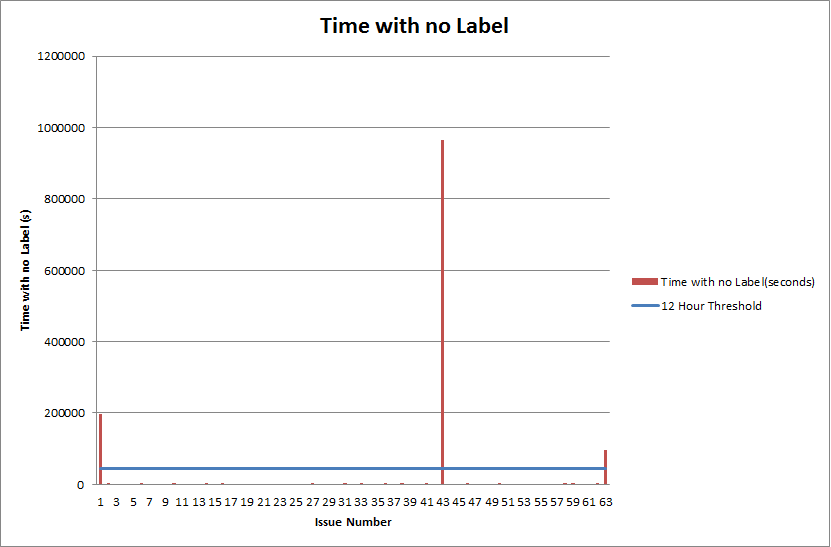 Time with no Label
1200000
1000000
800000
600000
400000
200000
0
Time with no Label (s)
1 3 5 7 9 11 13 15 17 19 21 23 25 27 29 31 33 35 37 39 41 43 45 47 49 51 53 55 57 59 61 63
Issue Number
Time with no Label(seconds)
12 Hour Threshold